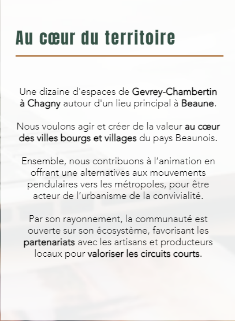 Au cœur du territoire
Une dizaine d'espaces de Gevrey-Chambertin
à Chagny autour d'un lieu principal à Beaune.
Nous voulons agir et créer de la valeur au cœur
des villes bourgs et villages du pays Beaunois.
Ensemble, nous contribuons à l'animation en
offrant une alternatives aux mouvements
pendulaires vers les métropoles, pour être
acteur de l'urbanisme de la convivialité.
Par son rayonnement, la communauté est
ouverte sur son écosystème, favorisant les
partenariats avec les artisans et producteurs
locaux pour valoriser les circuits courts.